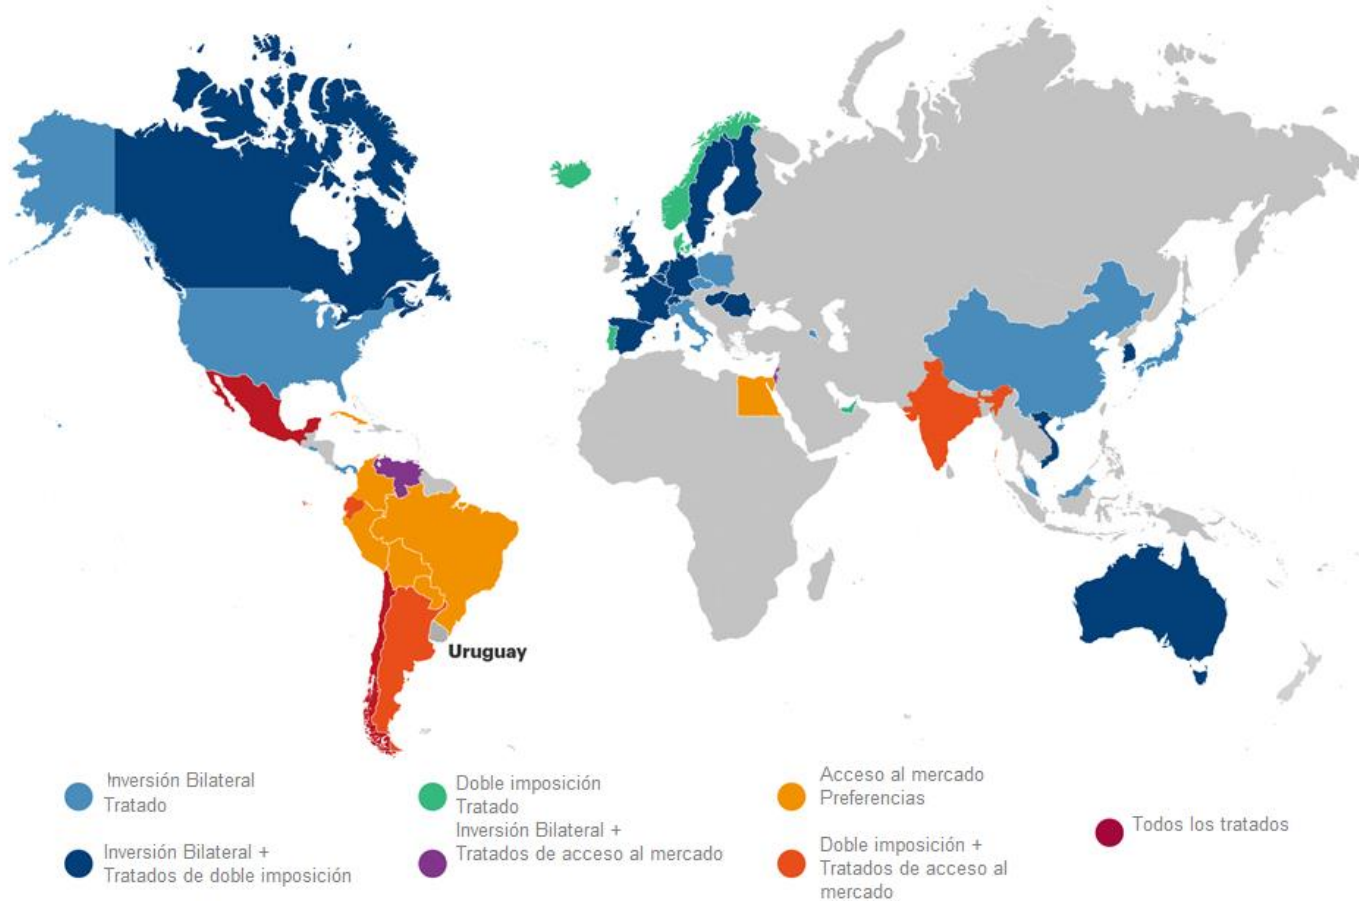 Uruguay
Inversión Bilateral
Tratado
Inversión Bilateral +
Tratados de doble imposición
Doble imposición
Tratado
Inversión Bilateral +
Tratados de acceso al mercado
Acceso al mercado
Preferencias
Doble imposición +
Tratados de acceso al
mercado
Todos los tratados